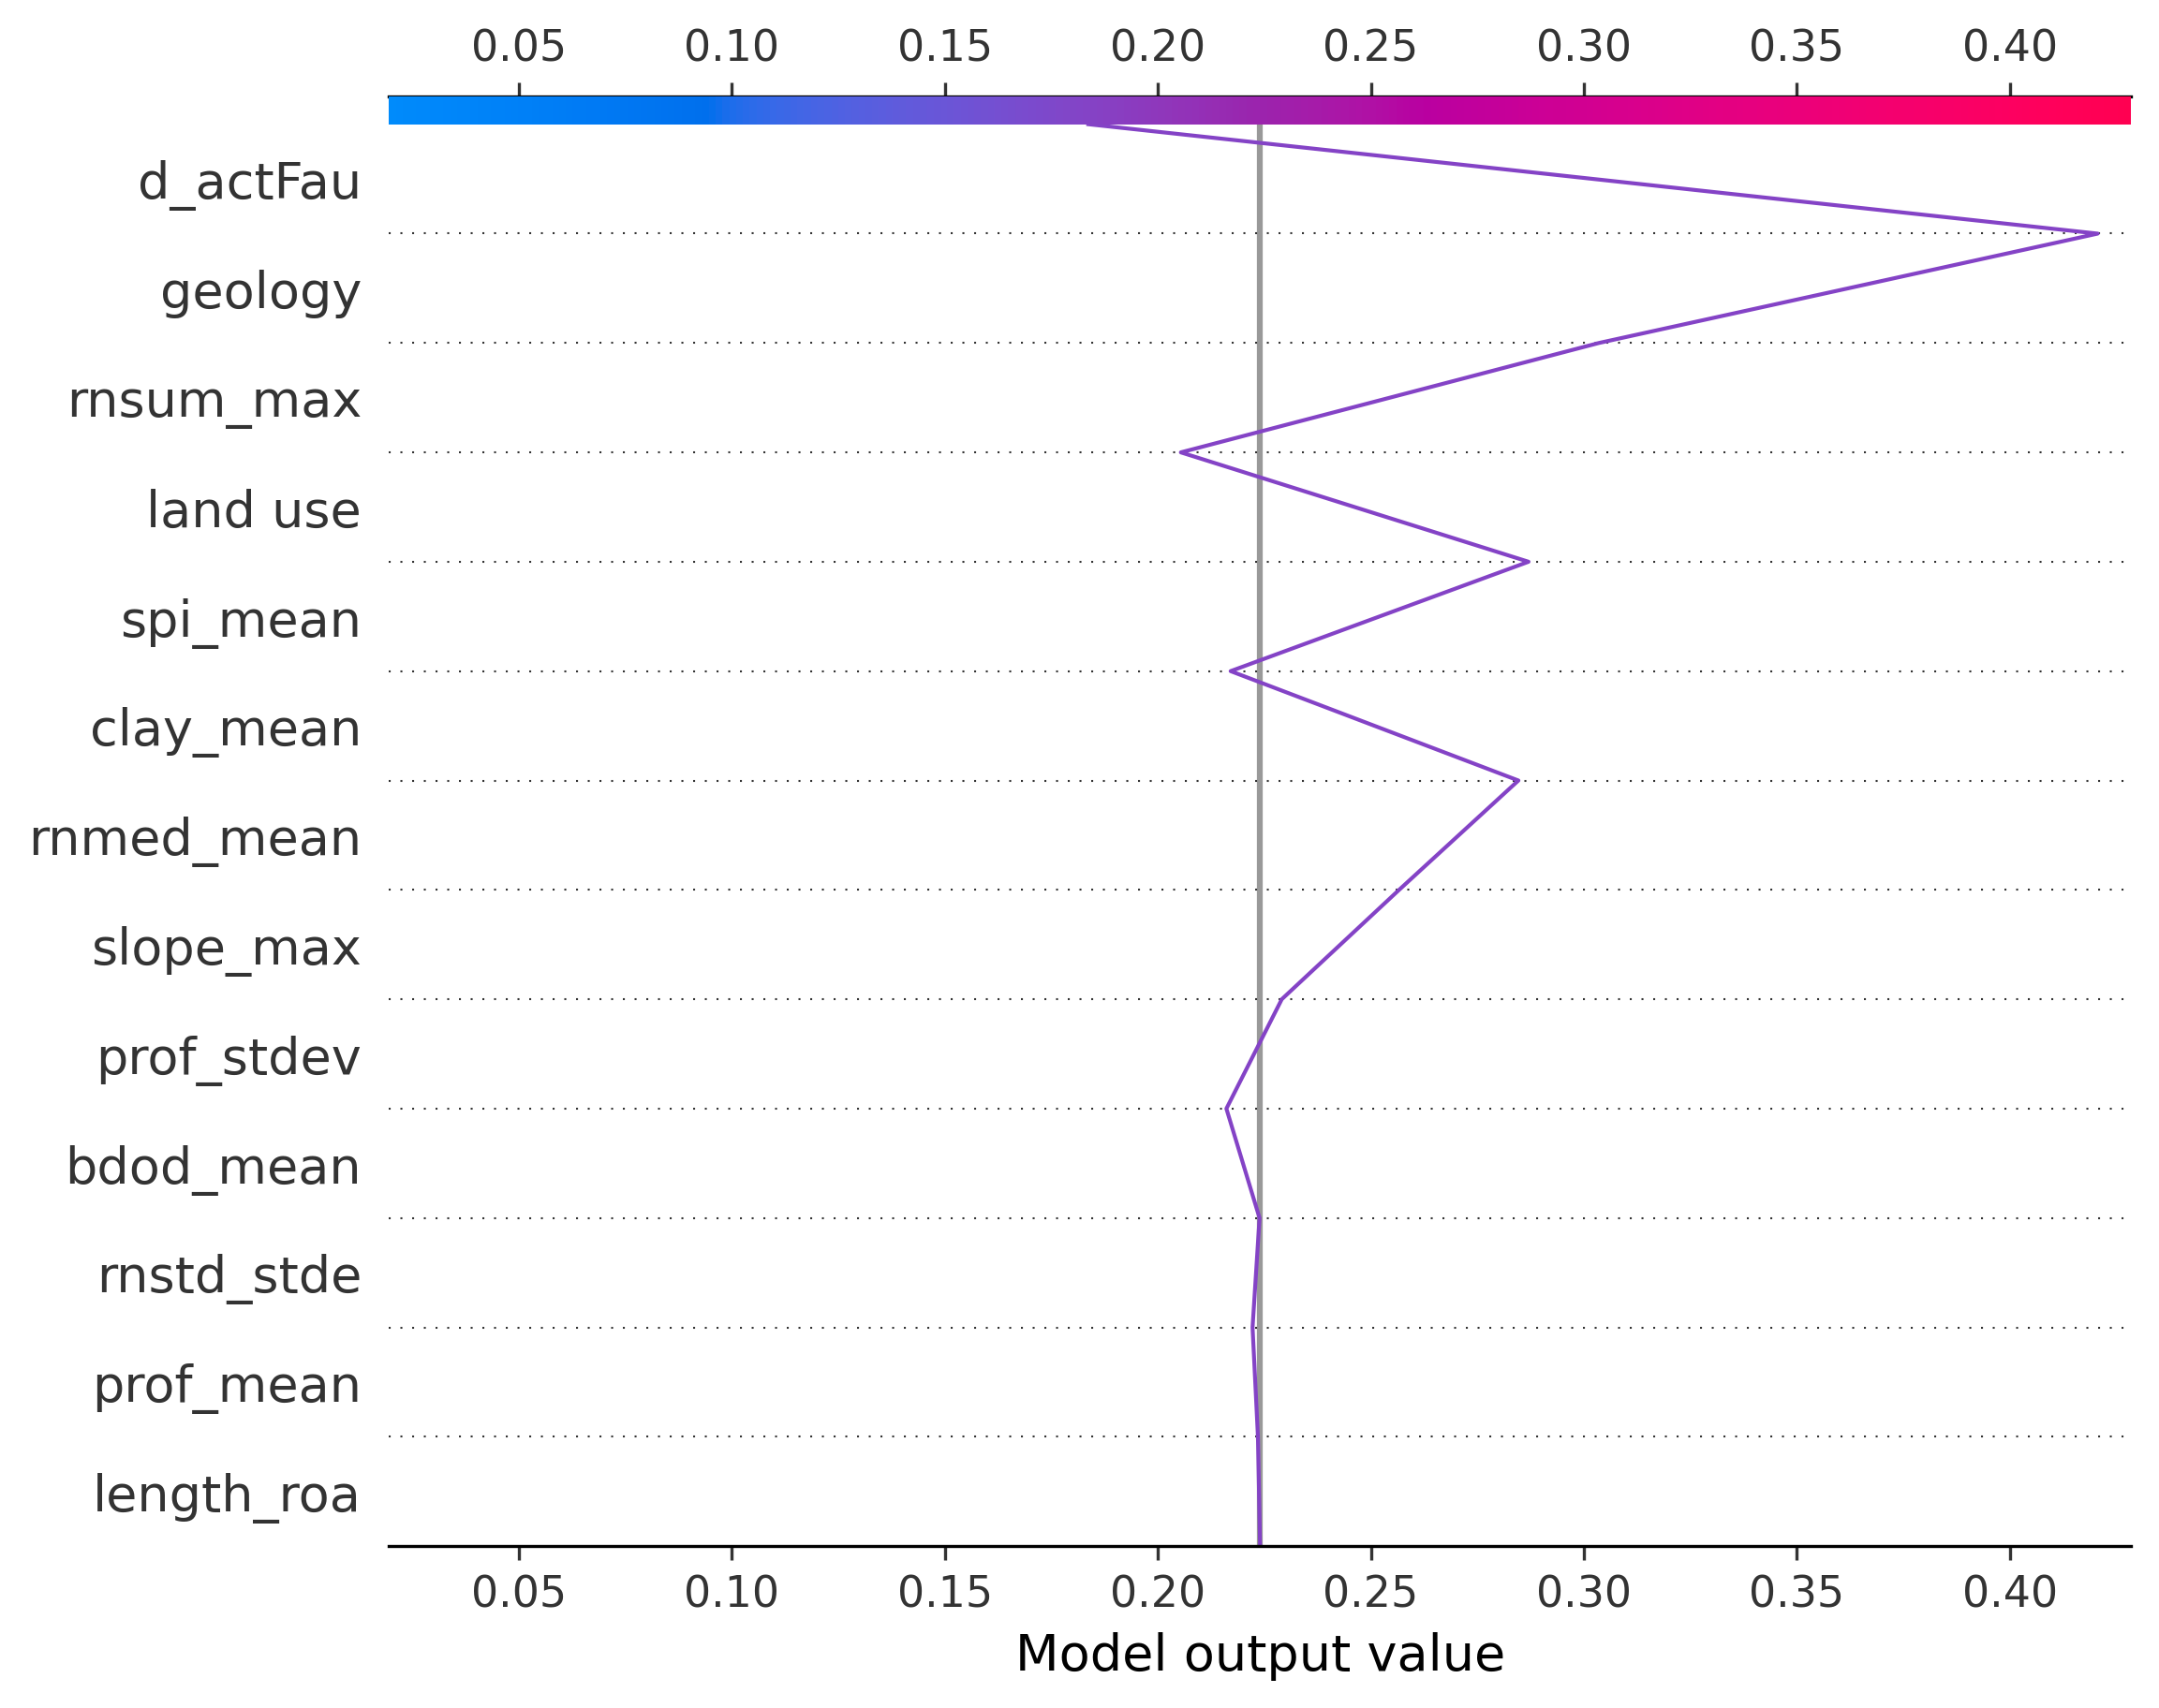 0.05 0.10 0.15 0.20 0.25 0.30 0.35 0.40
d_actFau
geology
rnsum_max
land use
spi_mean
clay_mean
rnmed_mean
slope_max
prof_stdev
bdod_mean
rnstd_stde
prof_mean
length_roa
0.05 0.10 0.15 0.20 0.25 0.30 0.35 0.40
Model output value